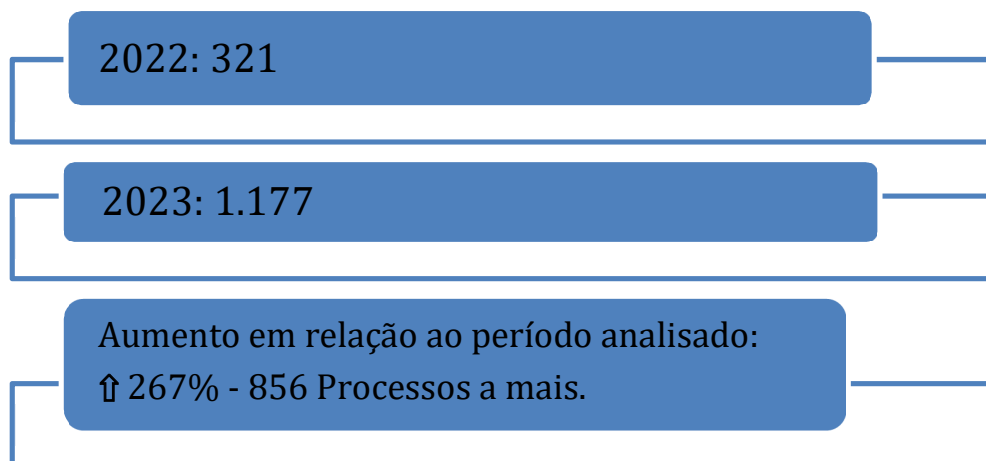 2022: 321
2023: 1.177
Aumento em relação ao período analisado:
⇧ 267% - 856 Processos a mais.